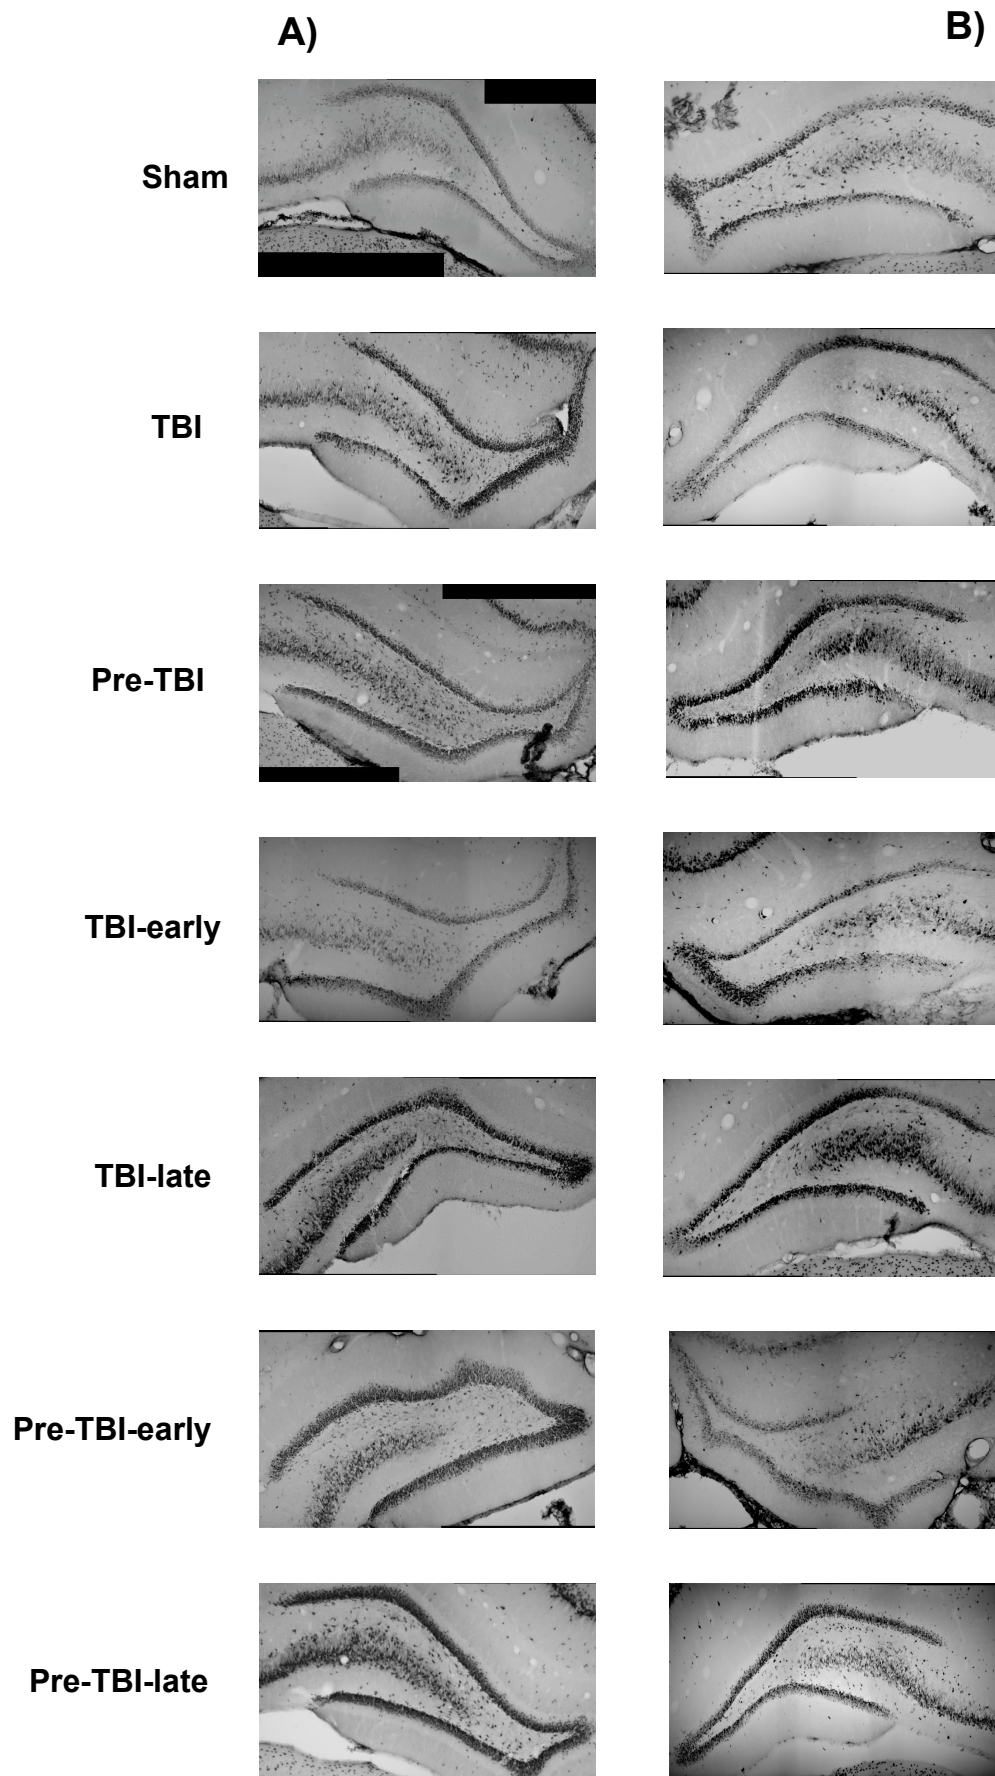 A)
B)
Sham
TBI
Pre-TBI
TBI-early
TBI-late
Pre-TBI-early
Pre-TBI-late